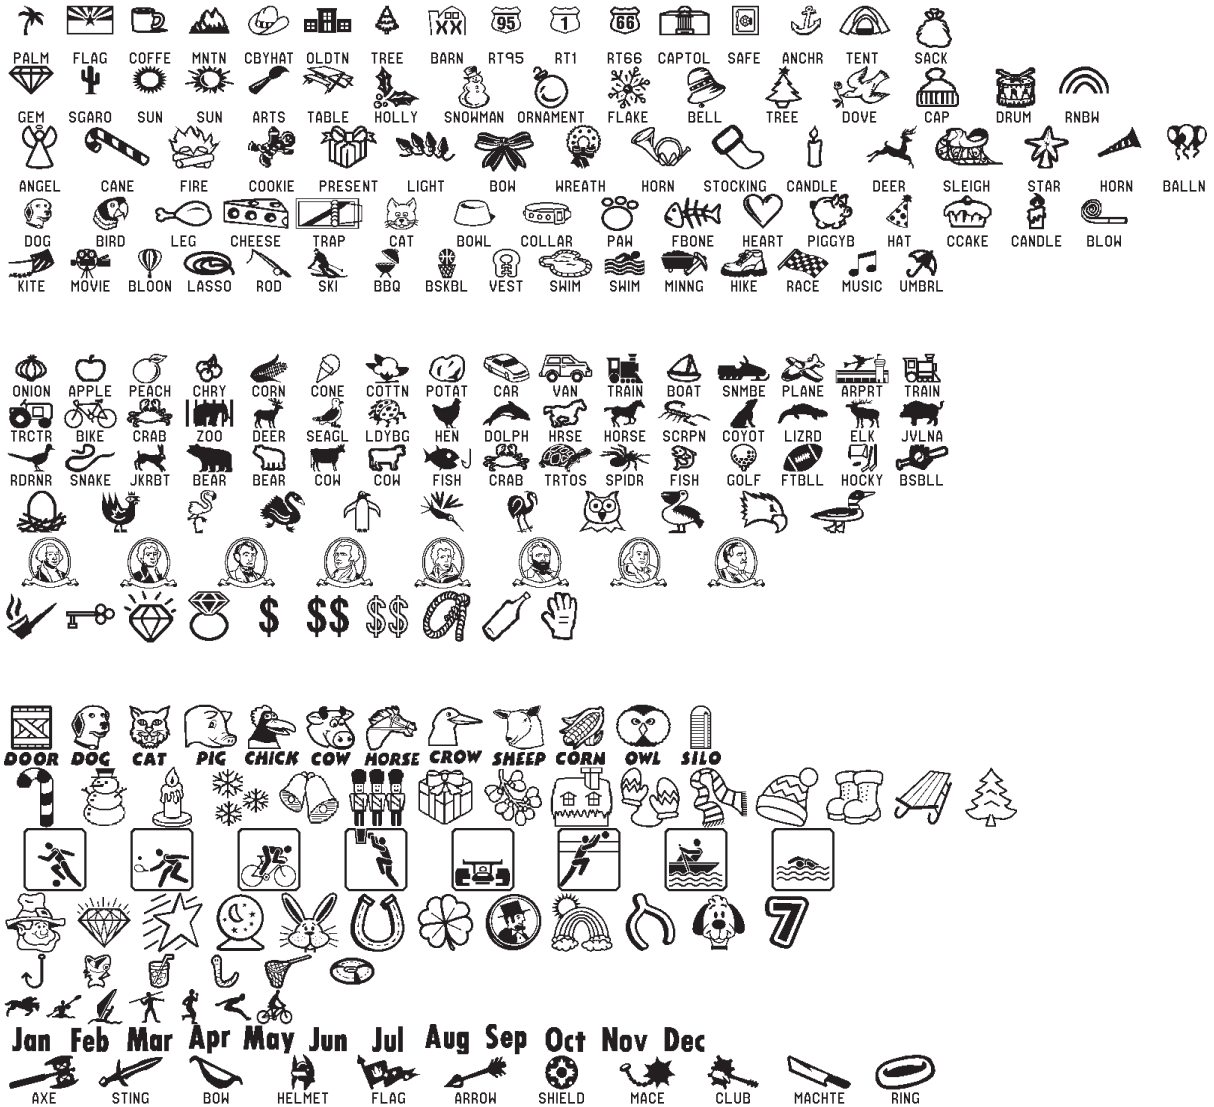 95 1 66
PALM FLAG COFFE MNTN CBYHAT OLDTN TREE BARN RT95 RT1 RT66 CAPTOL SAFE ANCHR TENT SACK
GEM SGARO SUN SUN ARTS TABLE HOLLY SNOWMAN ORNAMENT FLAKE BELL TREE DOVE CAP DRUM RNBW
ANGEL CANE FIRE COOKIE PRESENT LIGHT BOW WREATH HORN STOCKING CANDLE DEER SLEIGH STAR HORN BALLN
DOG BIRD LEG CHEESE TRAP CAT BOWL COLLAR PAW FBONE HEART PIGGYB HAT CCAKE CANDLE BLOW
KITE MOVIE BLOON LASSO ROD SKI BBQ BSKBL VEST SWIM SWIM MINNG HIKE RACE MUSIC UMBRL
ONION APPLE PEACH CHRY CORN CONE COTTN POTAT CAR VAN TRAIN BOAT SNMBE PLANE ARPRT TRAIN
TRCTR BIKE CRAB ZOO DEER SEAGL LDYBG HEN DOLPH HRSE HORSE SCRPN COYOT LIZRD ELK JVLNA
RDRNR SNAKE JKRBT BEAR BEAR COW COW FISH CRAB TRTOS SPIDR FISH GOLF FTBLL HOCKY BSBLL
$ $$ $$
DOOR DOG CAT PIG CHICK COW HORSE CROW SHEEP CORN OWL SILO
7
Jan Feb Mar Apr May Jun Jul Aug Sep Oct Nov Dec
AXE STING BOW HELMET FLAG ARROW SHIELD MACE CLUB MACHTE RING